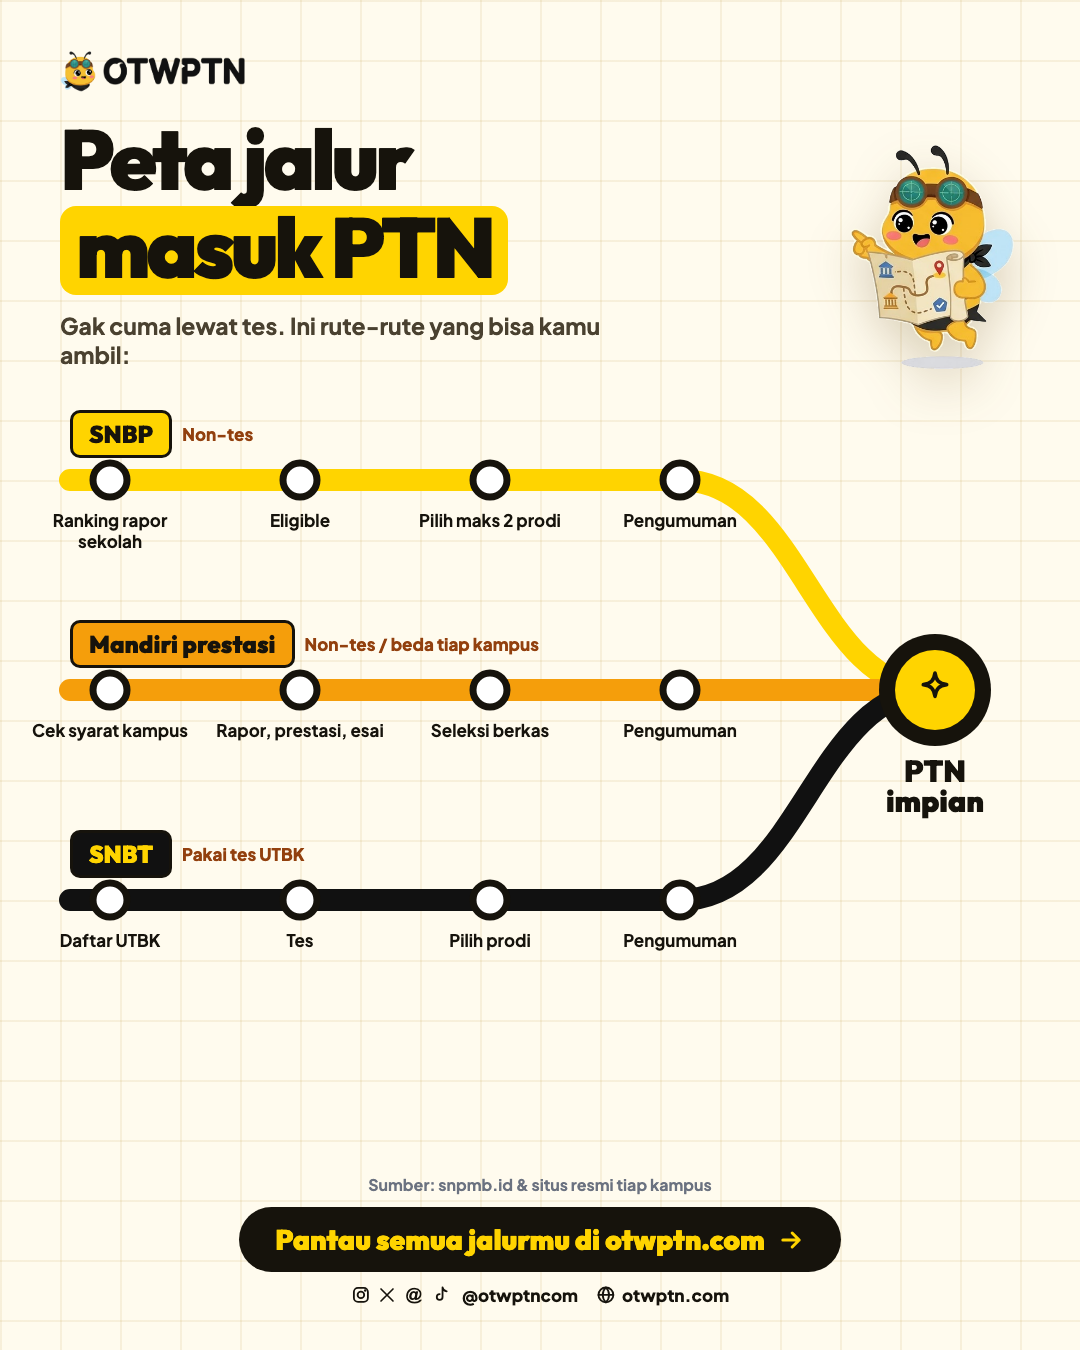 OTWPTN
Peta jalur
masuk PTN
Gak cuma lewat tes. Ini rute-rute yang bisa kamu
ambil:
SNBP Non-tes
Ranking rapor
sekolah
Eligible
Pilih maks 2 prodi
Pengumuman
Mandiri prestasi Non-tes / beda tiap kampus
Cek syarat kampus
Rapor, prestasi, esai
Seleksi berkas
Pengumuman
PTN
impian
SNBT Pakai tes UTBK
Daftar UTBK
Tes
Pilih prodi
Pengumuman
Sumber: snpmb.id & situs resmi tiap kampus
Pantau semua jalurmu di otwptn.com →
@otwptncom otwptn.com